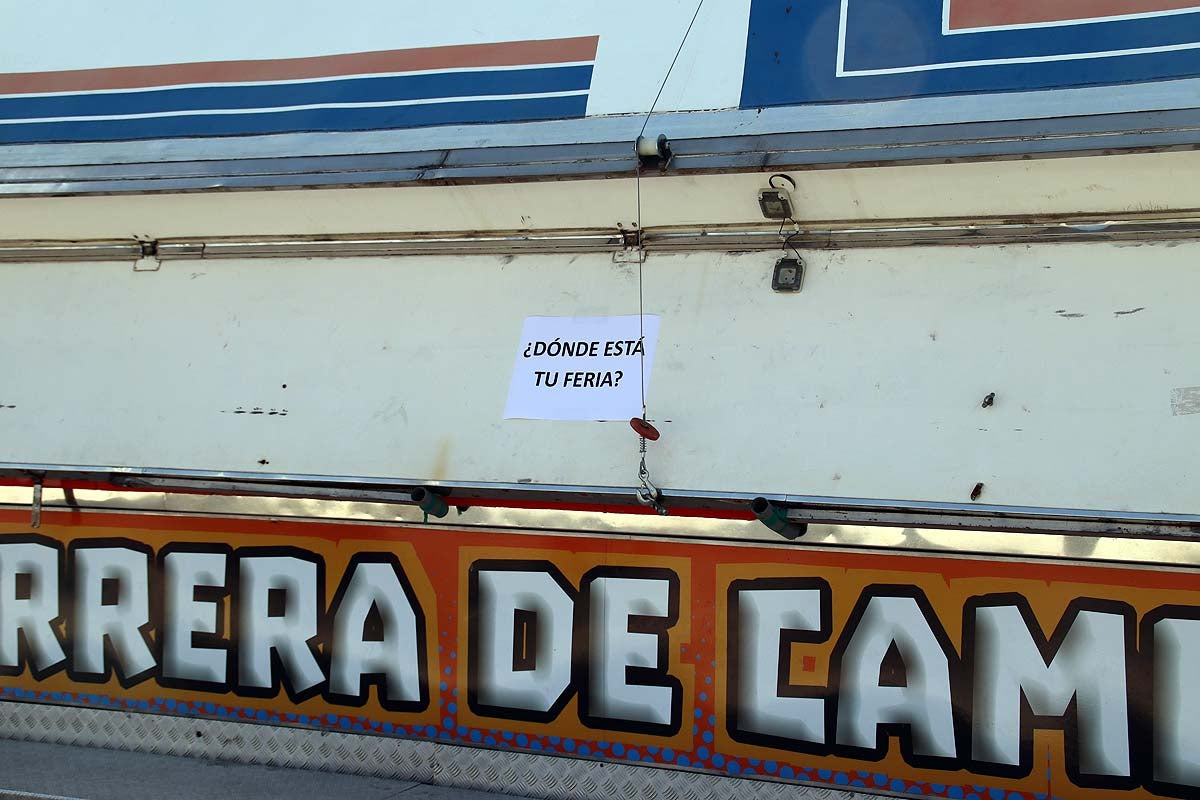 ¿DÓNDE ESTÁ
TU FERIA?
RRERA DE CAM